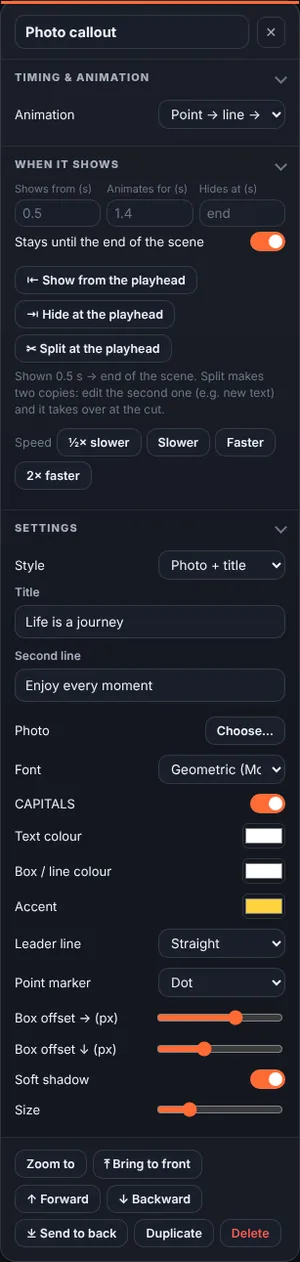 Photo callout ✕
TIMING & ANIMATION
Animation Point → line →
WHEN IT SHOWS
Shows from (s) Animates for (s) Hides at (s)
0.5 1.4 end
Stays until the end of the scene
⇤ Show from the playhead
⇥ Hide at the playhead
✂ Split at the playhead
Shown 0.5 s → end of the scene. Split makes
two copies: edit the second one (e.g. new text)
and it takes over at the cut.
Speed ½× slower Slower Faster
2× faster
SETTINGS
Style Photo + title
Title
Life is a journey
Second line
Enjoy every moment
Photo Choose...
Font Geometric (Mc
CAPITALS
Text colour
Box / line colour
Accent
Leader line Straight
Point marker Dot
Box offset → (px)
Box offset ↓ (px)
Soft shadow
Size
Zoom to ⤒ Bring to front
↑ Forward ↓ Backward
⤓ Send to back Duplicate Delete